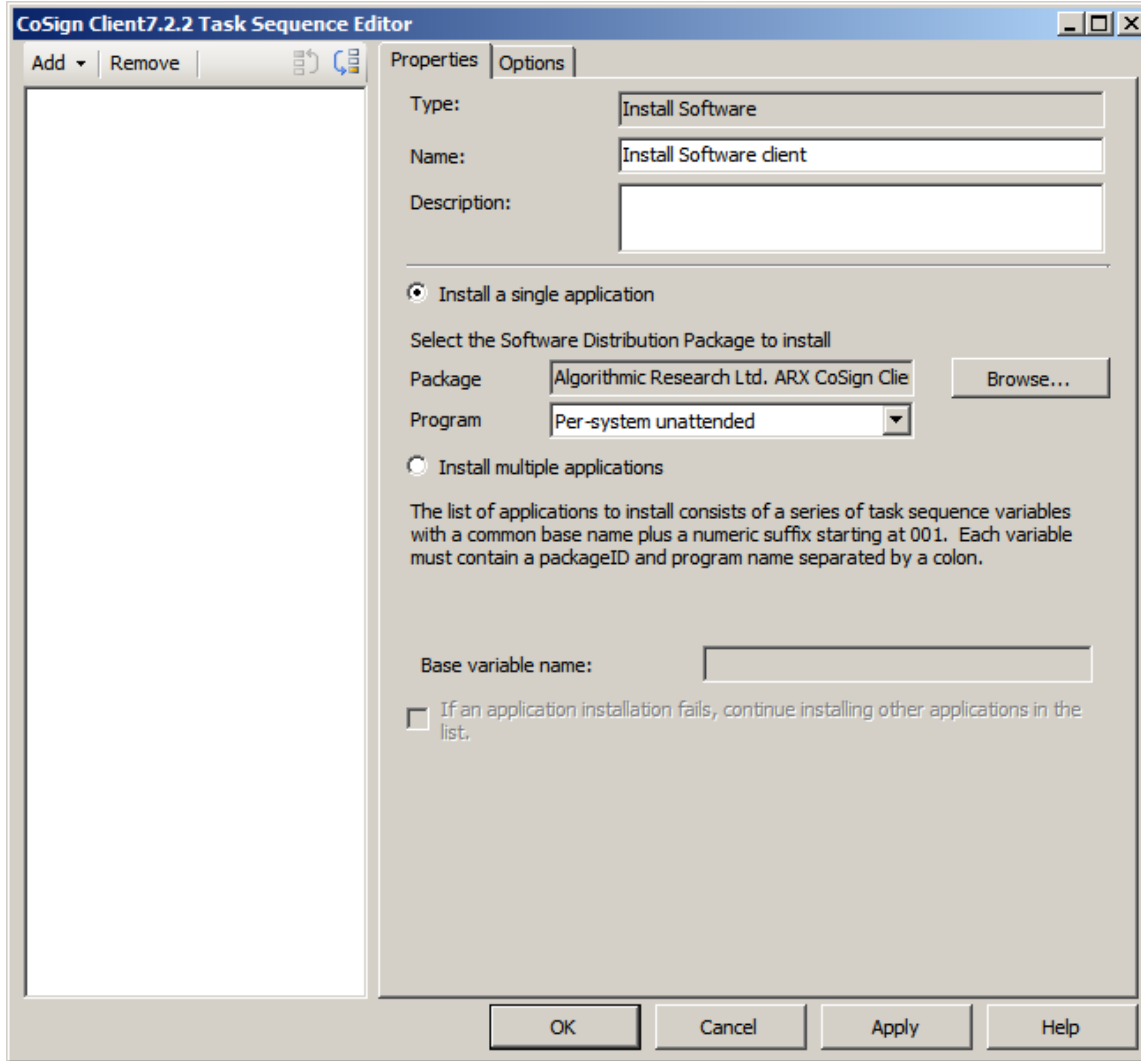 CoSign Client7.2.2 Task Sequence Editor
Add
Remove
Properties
Options
Type:
Install Software
Name:
Install Software client
Description:
Install a single application
Select the Software Distribution Package to install
Package
Algorithmic Research Ltd. ARX CoSign Clie
Browse...
Program
Per-system unattended
Install multiple applications
The list of applications to install consists of a series of task sequence variables
with a common base name plus a numeric suffix starting at 001. Each variable
must contain a packageID and program name separated by a colon.
Base variable name:
If an application installation fails, continue installing other applications in the
list.
OK
Cancel
Apply
Help